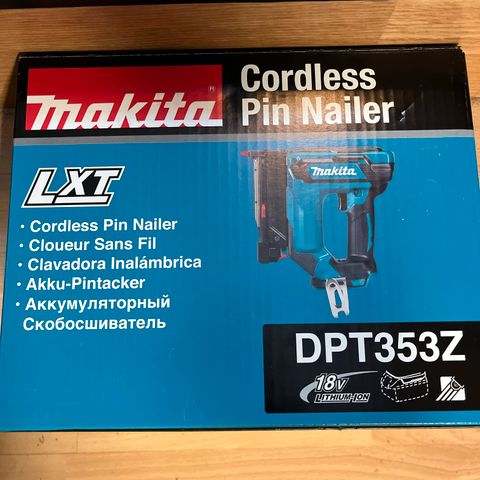 Makita
Cordless
Pin Nailer
LXT
· Cordless Pin Nailer
· Cloueur Sans Fil
· Clavadora Inalámbrica
· Akku-Pintacker
· Аккумуляторный
Скобосшиватель
makita
DPT353Z
18V
LITHIUM-ION